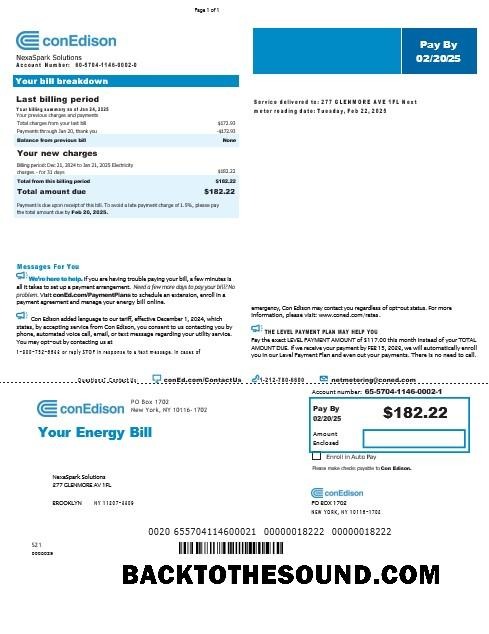 Page 1 of 1
conEdison
NexaSpark Solutions
Account Number: 60-5704-1146-0002-0
Your bill breakdown
Pay By
02/20/25
Last billing period
Your billing summary as of Jan 24, 2025
Your previous charges and payments
Total charges from your last bill $172.93
Payments through Jan 20, thank you -$172.93
Balance from previous bill None
Service delivered to: 277 GLENMORE AVE 1FL Next
meter reading date: Tuesday, Feb 22, 2025
Your new charges
Billing period: Dec 21, 2024 to Jan 21, 2025 Electricity
charges - for 31 days $182.22
Total from this billing period $182.22
Total amount due $182.22
Payment is due upon receipt of this bill. To avoid a late payment charge of 1.5%, please pay
the total amount due by Feb 20, 2025.
Messages For You
We're here to help. If you are having trouble paying your bill, a few minutes is
all it takes to set up a payment arrangement. Need a few more days to pay your bill? No
problem. Visit conEd.com/PaymentPlans to schedule an extension, enroll in a
payment agreement and manage your energy bill online.
Con Edison added language to our tariff, effective December 1, 2024, which
states, by accepting service from Con Edison, you consent to us contacting you by
phone, automated voice call, email, or text message regarding your utility service.
You may opt-out by contacting us at
1-800-752-6633 or reply STOP in response to a text message. In cases of
emergency, Con Edison may contact you regardless of opt-out status. For more
information, please visit: www.coned.com/rates.
THE LEVEL PAYMENT PLAN MAY HELP YOU
Pay the exact LEVEL PAYMENT AMOUNT of $117.00 this month instead of your TOTAL
AMOUNT DUE. If we receive your payment by FEB 15, 2025, we will automatically enroll
you in our Level Payment Plan and even out your payments. There is no need to call.
Questions? Contact Us conEd.com/ContactUs 1-212-780-6600 netmetering@coned.com
Account number: 65-5704-1146-0002-1
conEdison
PO Box 1702
New York, NY 10116-1702
Your Energy Bill
Pay By
02/20/25
$182.22
Amount
Enclosed
Enroll in Auto Pay
Please make checks payable to Con Edison.
NexaSpark Solutions
277 GLENMORE AV 1FL
BROOKLYN NY 11207-3309
conEdison
PO BOX 1702
NEW YORK, NY 10116-1702
0020 655704114600021 00000018222 00000018222
521
0000029
BACKTOTHESOUND.COM